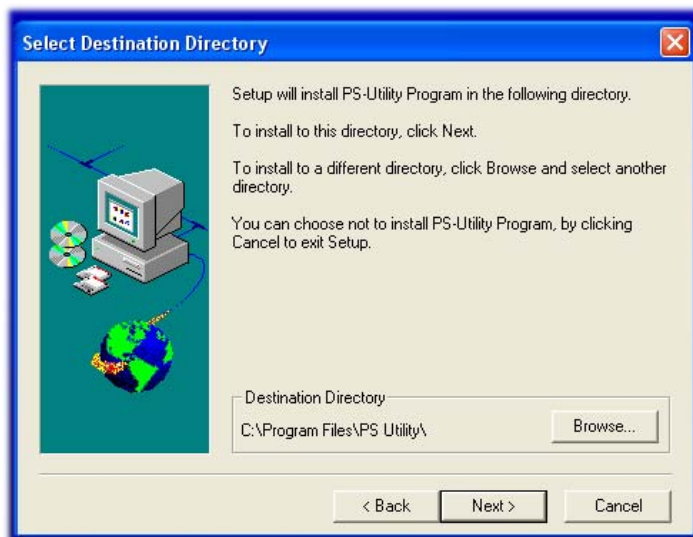 Select Destination Directory
Setup will install PS-Utility Program in the following directory.
To install to this directory, click Next.
To install to a different directory, click Browse and select another
directory.
You can choose not to install PS-Utility Program, by clicking
Cancel to exit Setup.
Destination Directory
C:\Program Files\PS Utility\
Browse...
< Back
Next >
Cancel